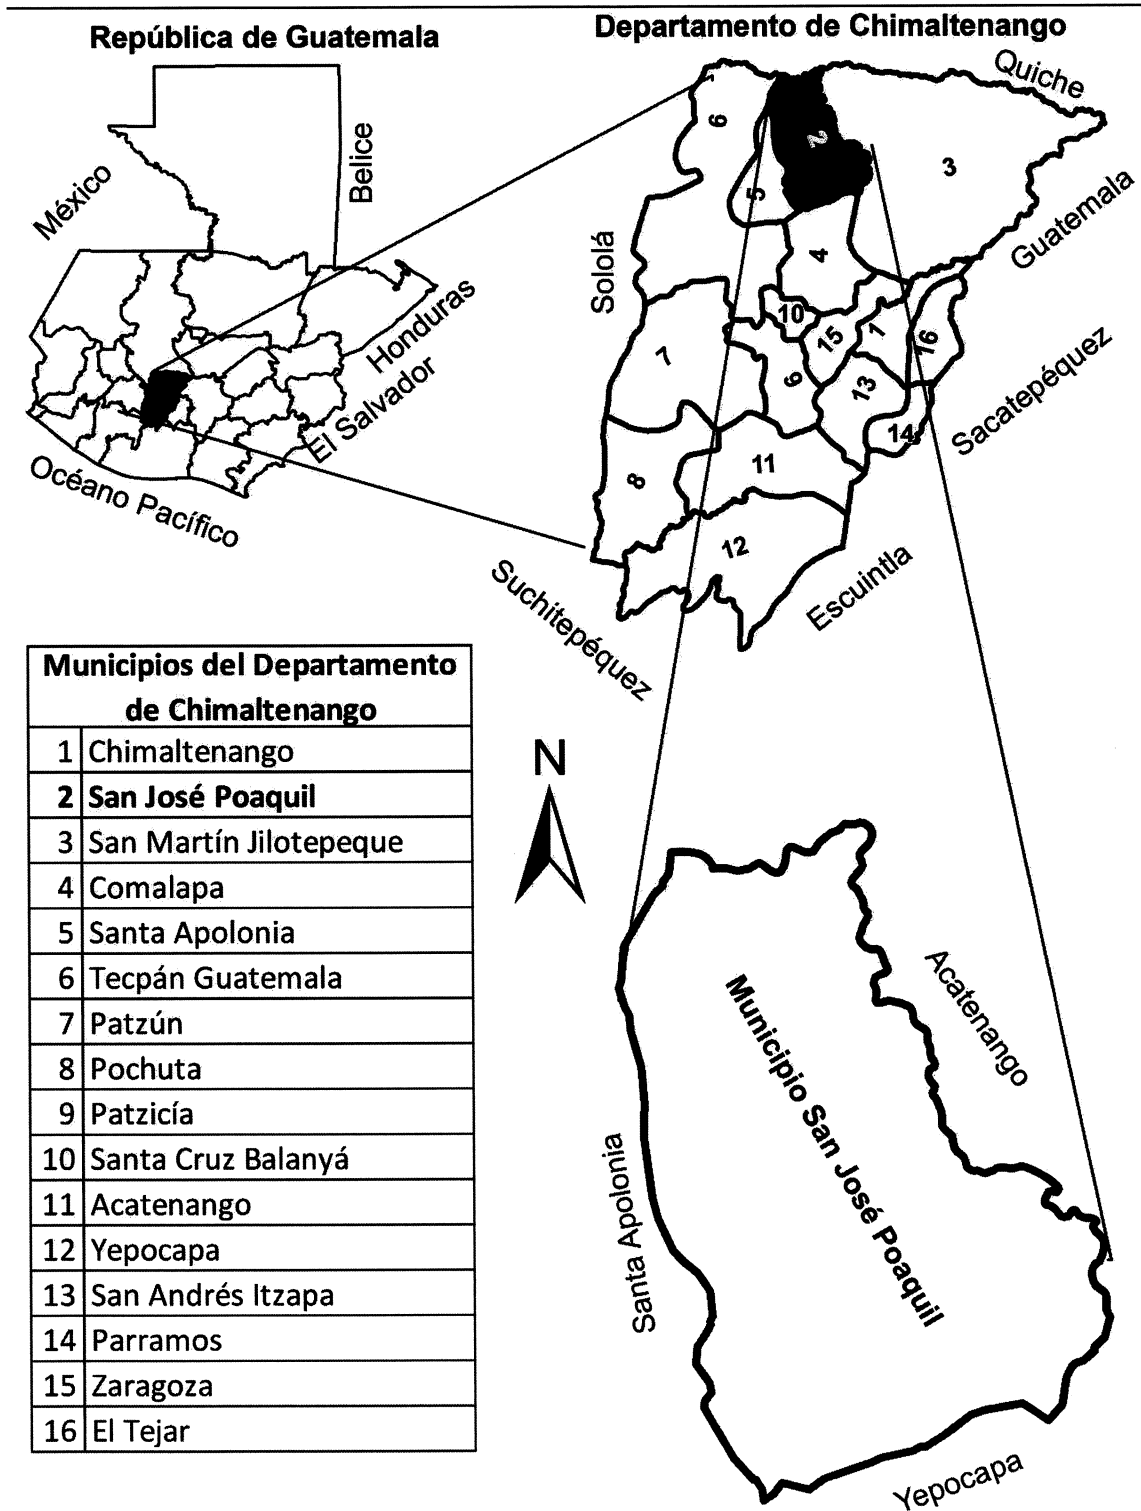 República de Guatemala
México
Belice
Honduras
El Salvador
Océano Pacífico
Departamento de Chimaltenango
Quiche
Guatemala
Sololá
Sacatepéquez
Escuintla
Suchitepéquez
6
2
3
5
4
10
15
1
16
7
9
13
14
8
11
12
Municipios del Departamento
de Chimaltenango
1 Chimaltenango
2 San José Poaquil
3 San Martín Jilotepeque
4 Comalapa
5 Santa Apolonia
6 Tecpán Guatemala
7 Patzún
8 Pochuta
9 Patzicía
10 Santa Cruz Balanyá
11 Acatenango
12 Yepocapa
13 San Andrés Itzapa
14 Parramos
15 Zaragoza
16 El Tejar
N
Acatenango
Municipio San José Poaquil
Santa Apolonia
Yepocapa